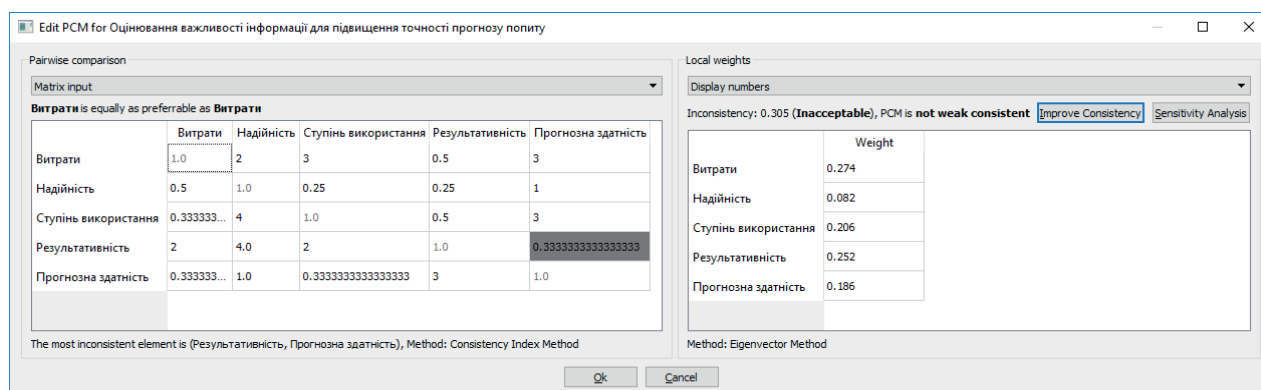 Edit PCM for Оцінювання важливості інформації для підвищення точності прогнозу попиту
Pairwise comparison
Matrix input
Витрати is equally as preferrable as Витрати
Витрати Надійність Ступінь використання Результативність Прогнозна здатність
Витрати 1.0 2 3 0.5 3
Надійність 0.5 1.0 0.25 0.25 1
Ступінь використання 0.333333... 4 1.0 0.5 3
Результативність 2 4.0 2 1.0 0.3333333333333333
Прогнозна здатність 0.333333... 1.0 0.3333333333333333 3 1.0
The most inconsistent element is (Результативність, Прогнозна здатність), Method: Consistency Index Method
Local weights
Display numbers
Inconsistency: 0.305 (Inacceptable), PCM is not weak consistent Improve Consistency Sensitivity Analysis
Weight
Витрати 0.274
Надійність 0.082
Ступінь використання 0.206
Результативність 0.252
Прогнозна здатність 0.186
Method: Eigenvector Method
Ok Cancel